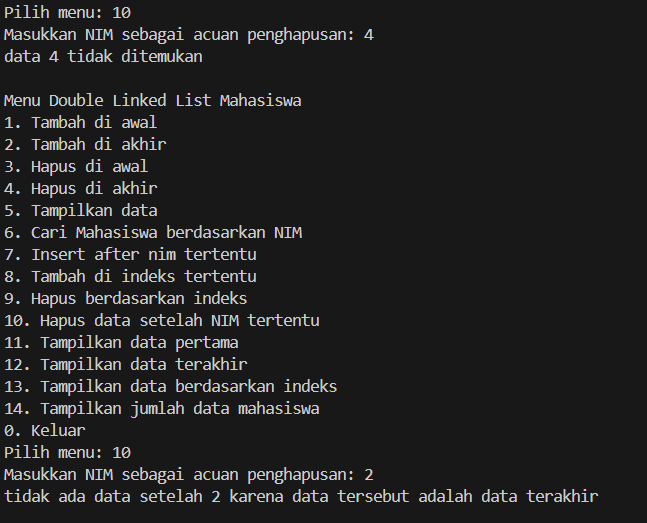 Pilih menu: 10
Masukkan NIM sebagai acuan penghapusan: 4
data 4 tidak ditemukan
Menu Double Linked List Mahasiswa
1. Tambah di awal
2. Tambah di akhir
3. Hapus di awal
4. Hapus di akhir
5. Tampilkan data
6. Cari Mahasiswa berdasarkan NIM
7. Insert after nim tertentu
8. Tambah di indeks tertentu
9. Hapus berdasarkan indeks
10. Hapus data setelah NIM tertentu
11. Tampilkan data pertama
12. Tampilkan data terakhir
13. Tampilkan data berdasarkan indeks
14. Tampilkan jumlah data mahasiswa
0. Keluar
Pilih menu: 10
Masukkan NIM sebagai acuan penghapusan: 2
tidak ada data setelah 2 karena data tersebut adalah data terakhir